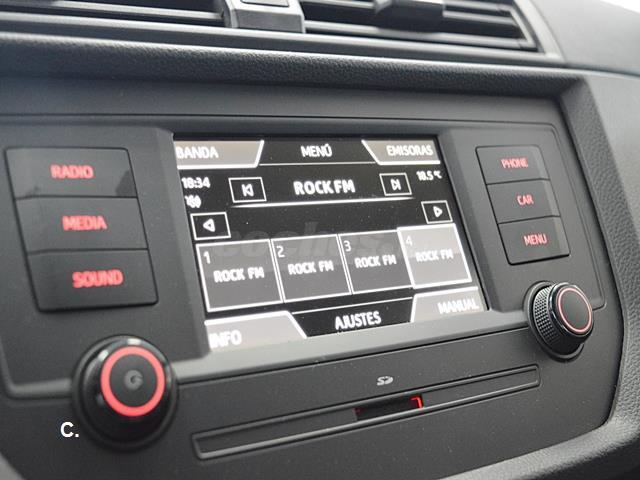 RADIO
MEDIA
SOUND
BANDA MENÚ EMISORAS
18:34 ROCK FM 18.5 °C
1 ROCK FM 2 ROCK FM 3 ROCK FM 4 ROCK FM
INFO AJUSTES MANUAL
PHONE
CAR
MENU
SD
C.